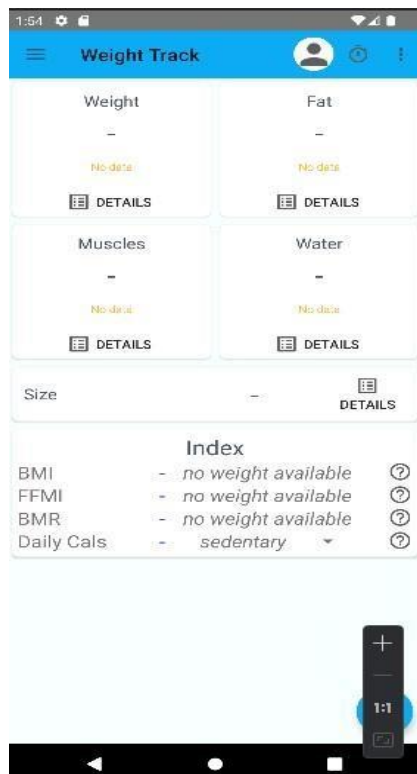 1:54
Weight Track
Weight
-
No data
DETAILS
Fat
-
No data
DETAILS
Muscles
-
No data
DETAILS
Water
-
No data
DETAILS
Size - DETAILS
Index
BMI - no weight available
FFMI - no weight available
BMR - no weight available
Daily Cals - sedentary
1:1